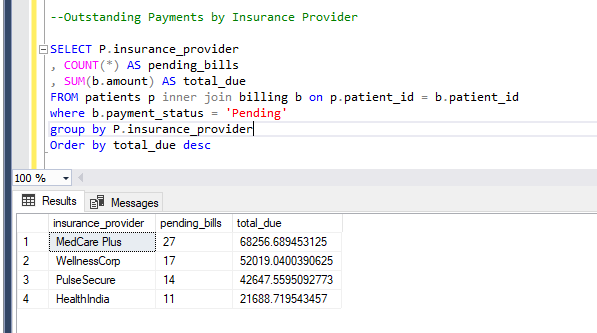 --Outstanding Payments by Insurance Provider
SELECT P.insurance_provider
, COUNT(*) AS pending_bills
, SUM(b.amount) AS total_due
FROM patients p inner join billing b on p.patient_id = b.patient_id
where b.payment_status = 'Pending'
group by P.insurance_provider
Order by total_due desc
100 %
Results Messages
insurance_provider pending_bills total_due
1 MedCare Plus 27 68256.689453125
2 WellnessCorp 17 52019.0400390625
3 PulseSecure 14 42647.5595092773
4 HealthIndia 11 21688.719543457